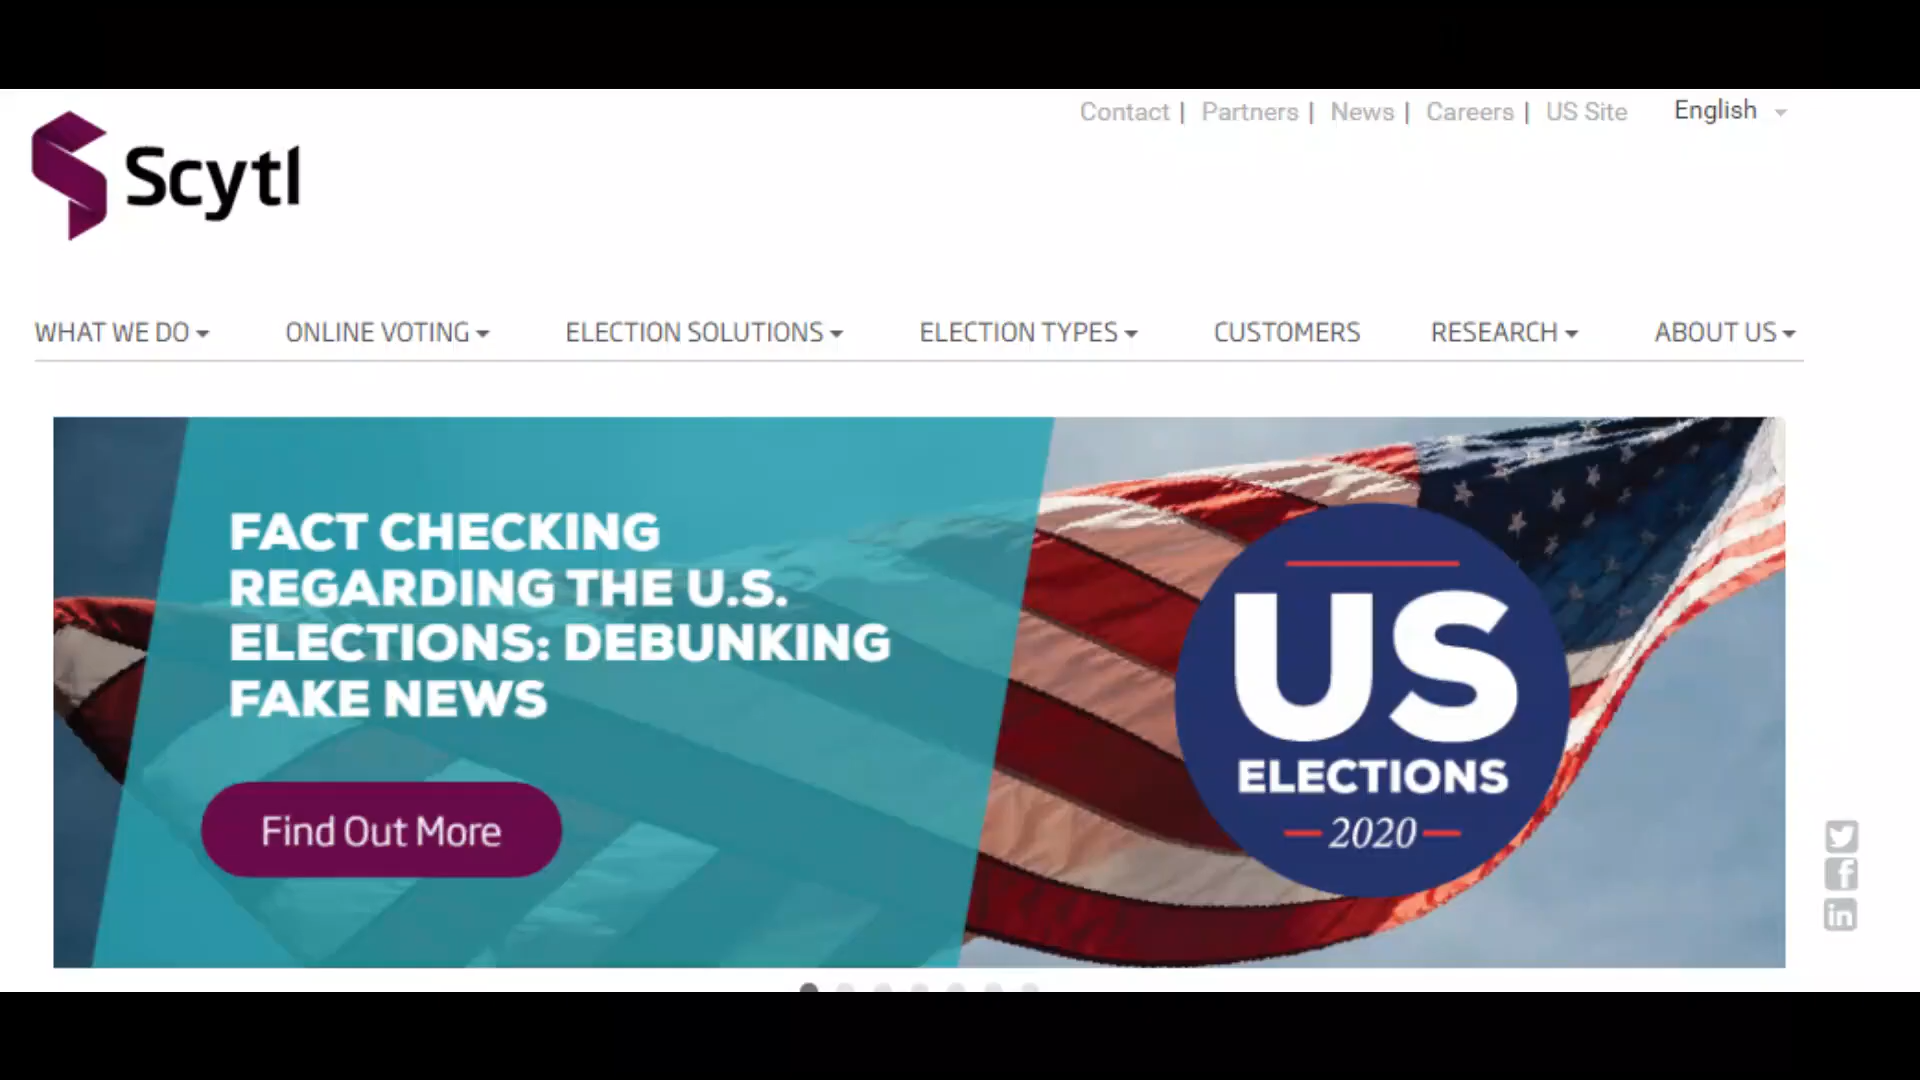 Contact | Partners | News | Careers | US Site English
Scytl
WHAT WE DO ONLINE VOTING ELECTION SOLUTIONS ELECTION TYPES CUSTOMERS RESEARCH ABOUT US
FACT CHECKING
REGARDING THE U.S.
ELECTIONS: DEBUNKING
FAKE NEWS
Find Out More
US
ELECTIONS
2020